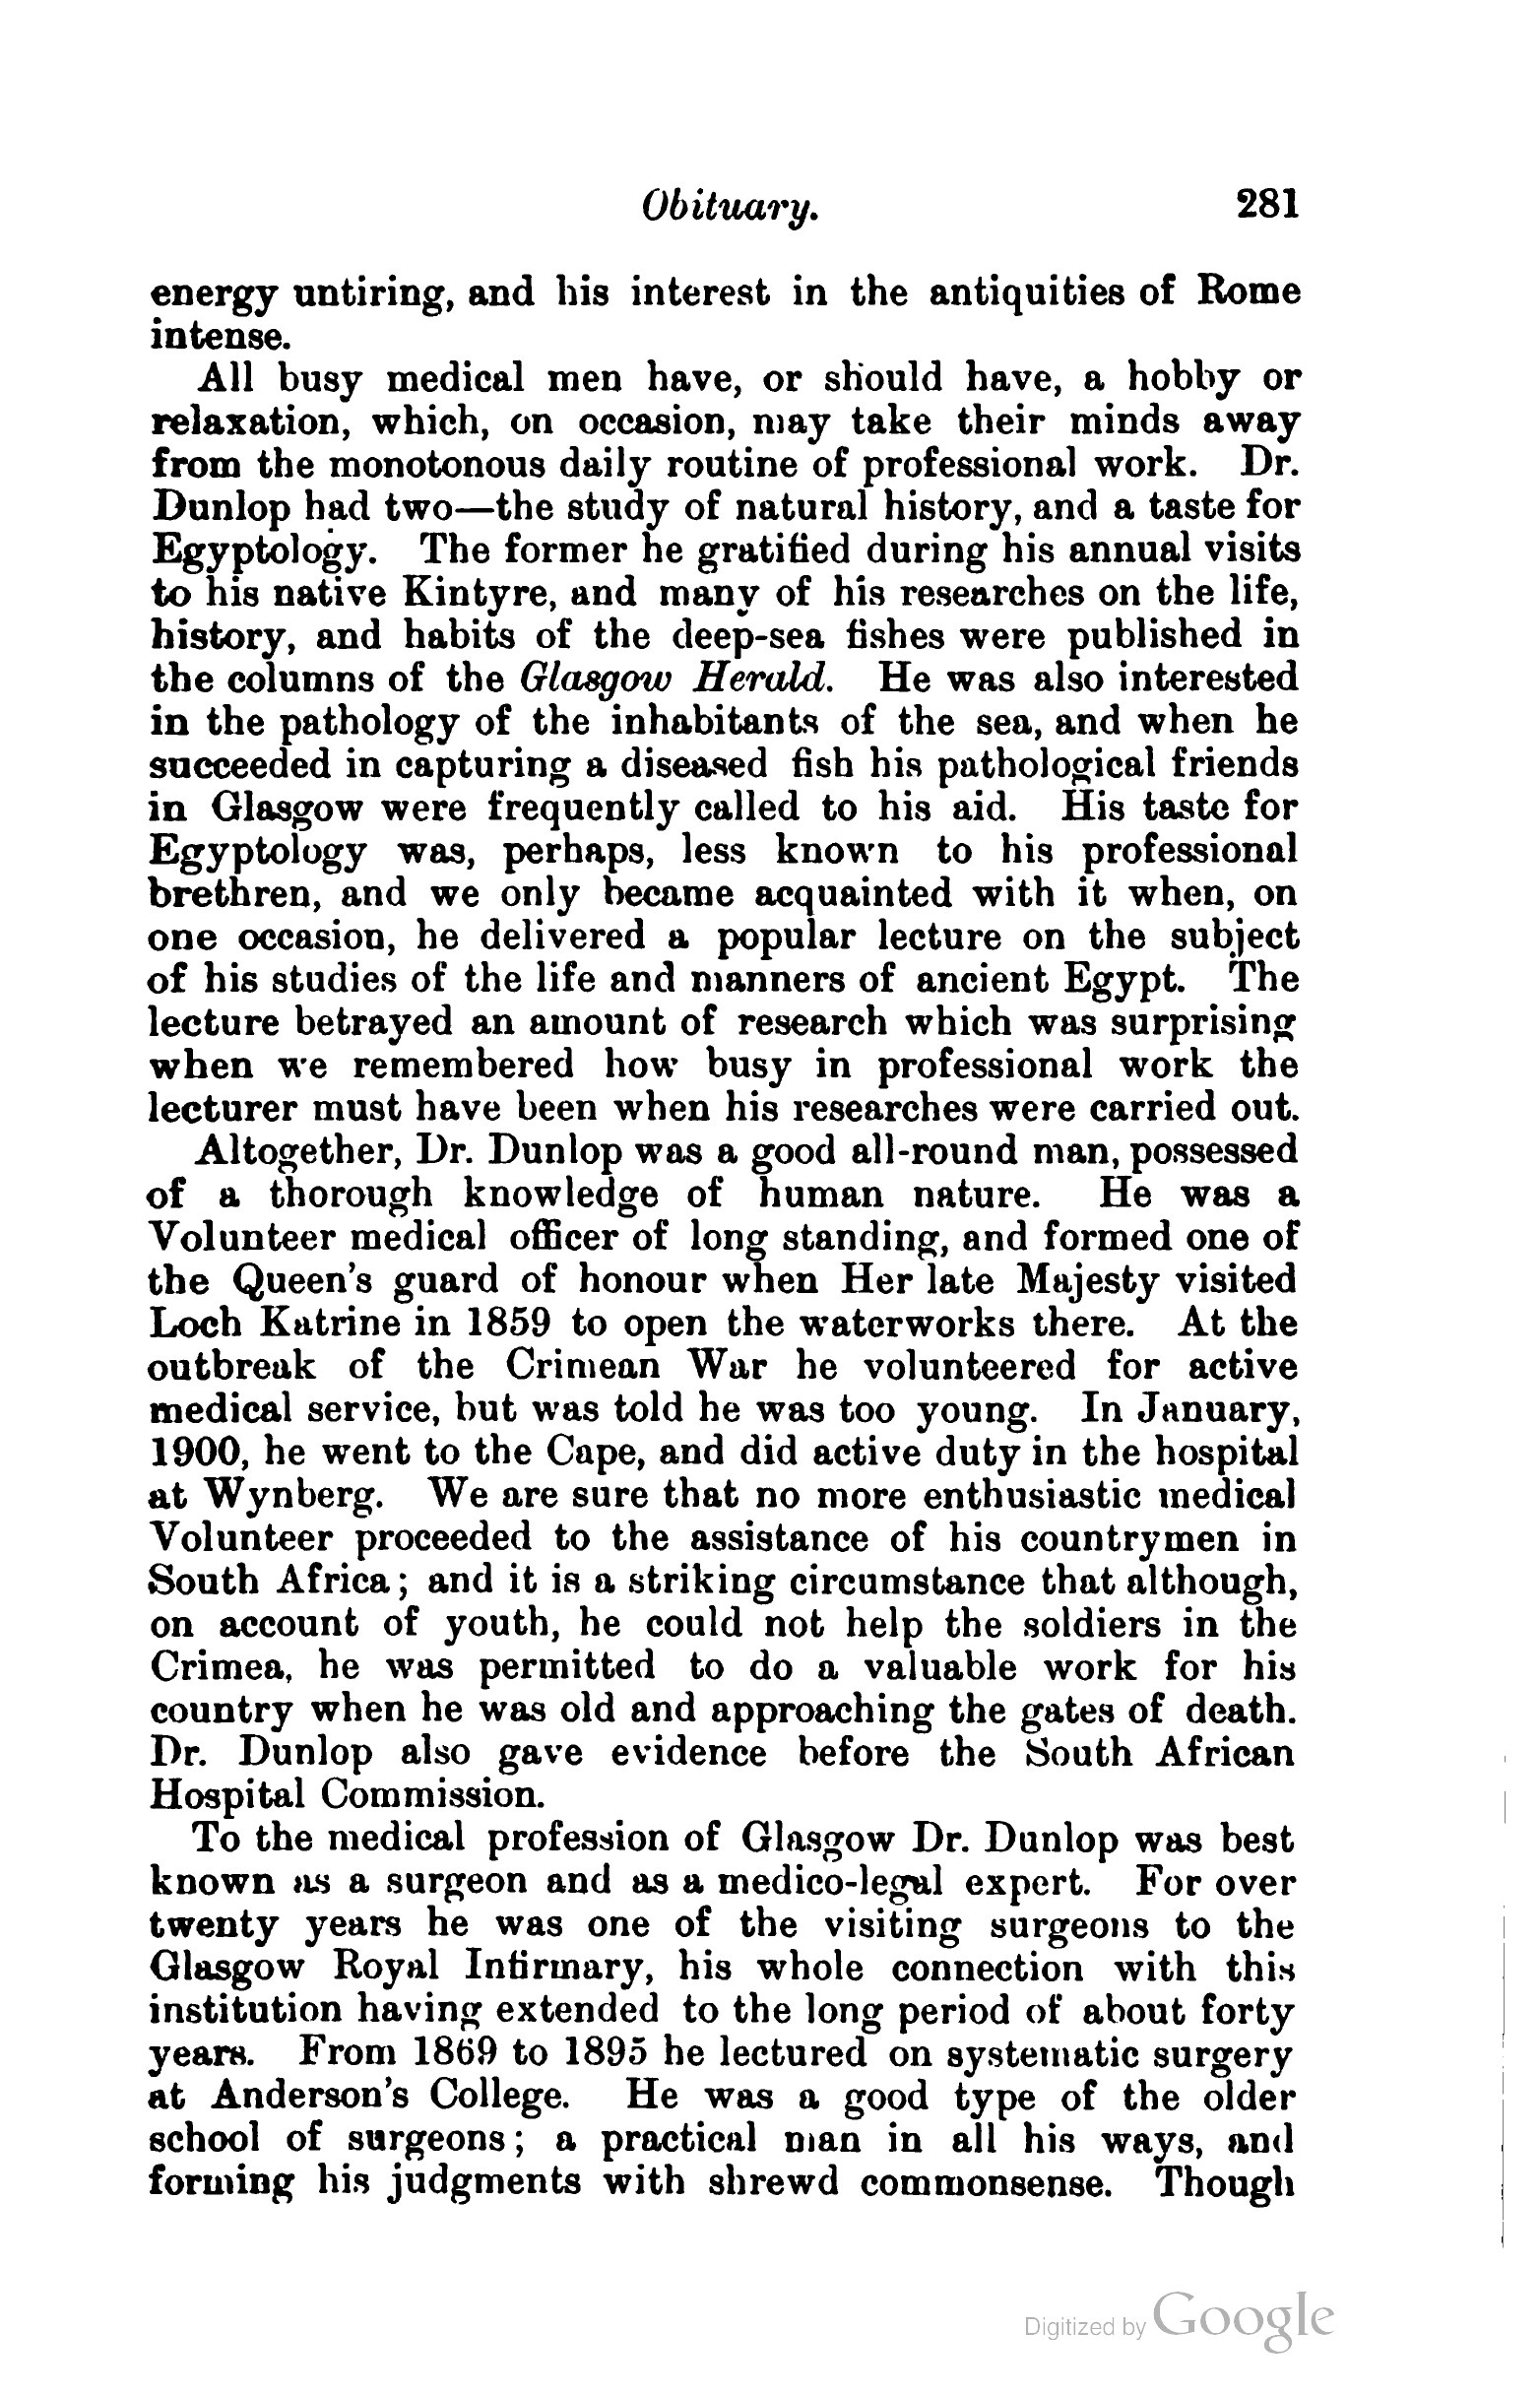 Obituary. 281
energy untiring, and his interest in the antiquities of Rome
intense.
All busy medical men have, or should have, a hobby or
relaxation, which, on occasion, may take their minds away
from the monotonous daily routine of professional work. Dr.
Dunlop had two—the study of natural history, and a taste for
Egyptology. The former he gratified during his annual visits
to his native Kintyre, and many of his researches on the life,
history, and habits of the deep-sea fishes were published in
the columns of the Glasgow Herald. He was also interested
in the pathology of the inhabitants of the sea, and when he
succeeded in capturing a diseased fish his pathological friends
in Glasgow were frequently called to his aid. His taste for
Egyptology was, perhaps, less known to his professional
brethren, and we only became acquainted with it when, on
one occasion, he delivered a popular lecture on the subject
of his studies of the life and manners of ancient Egypt. The
lecture betrayed an amount of research which was surprising
when we remembered how busy in professional work the
lecturer must have been when his researches were carried out.
Altogether, Dr. Dunlop was a good all-round man, possessed
of a thorough knowledge of human nature. He was a
Volunteer medical officer of long standing, and formed one of
the Queen's guard of honour when Her late Majesty visited
Loch Katrine in 1859 to open the waterworks there. At the
outbreak of the Crimean War he volunteered for active
medical service, but was told he was too young. In January,
1900, he went to the Cape, and did active duty in the hospital
at Wynberg. We are sure that no more enthusiastic medical
Volunteer proceeded to the assistance of his countrymen in
South Africa; and it is a striking circumstance that although,
on account of youth, he could not help the soldiers in the
Crimea, he was permitted to do a valuable work for his
country when he was old and approaching the gates of death.
Dr. Dunlop also gave evidence before the South African
Hospital Commission.
To the medical profession of Glasgow Dr. Dunlop was best
known as a surgeon and as a medico-legal expert. For over
twenty years he was one of the visiting surgeons to the
Glasgow Royal Infirmary, his whole connection with this
institution having extended to the long period of about forty
years. From 1869 to 1895 he lectured on systematic surgery
at Anderson's College. He was a good type of the older
school of surgeons; a practical man in all his ways, and
forming his judgments with shrewd commonsense. Though
Digitized by Google